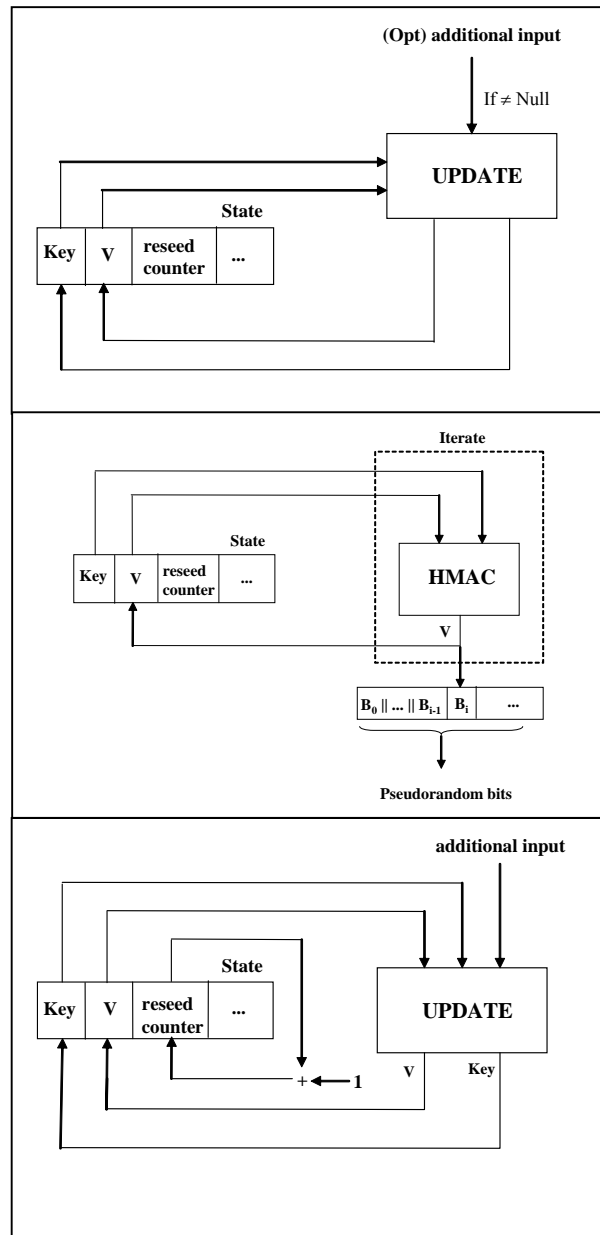 (Opt) additional input
If ≠ Null
UPDATE
State
Key V reseed counter ...
Iterate
State
Key V reseed counter ...
HMAC
V
B₀ || ... || Bᵢ₋₁ Bᵢ ...
Pseudorandom bits
additional input
State
Key V reseed counter ...
UPDATE
V Key
+ 1